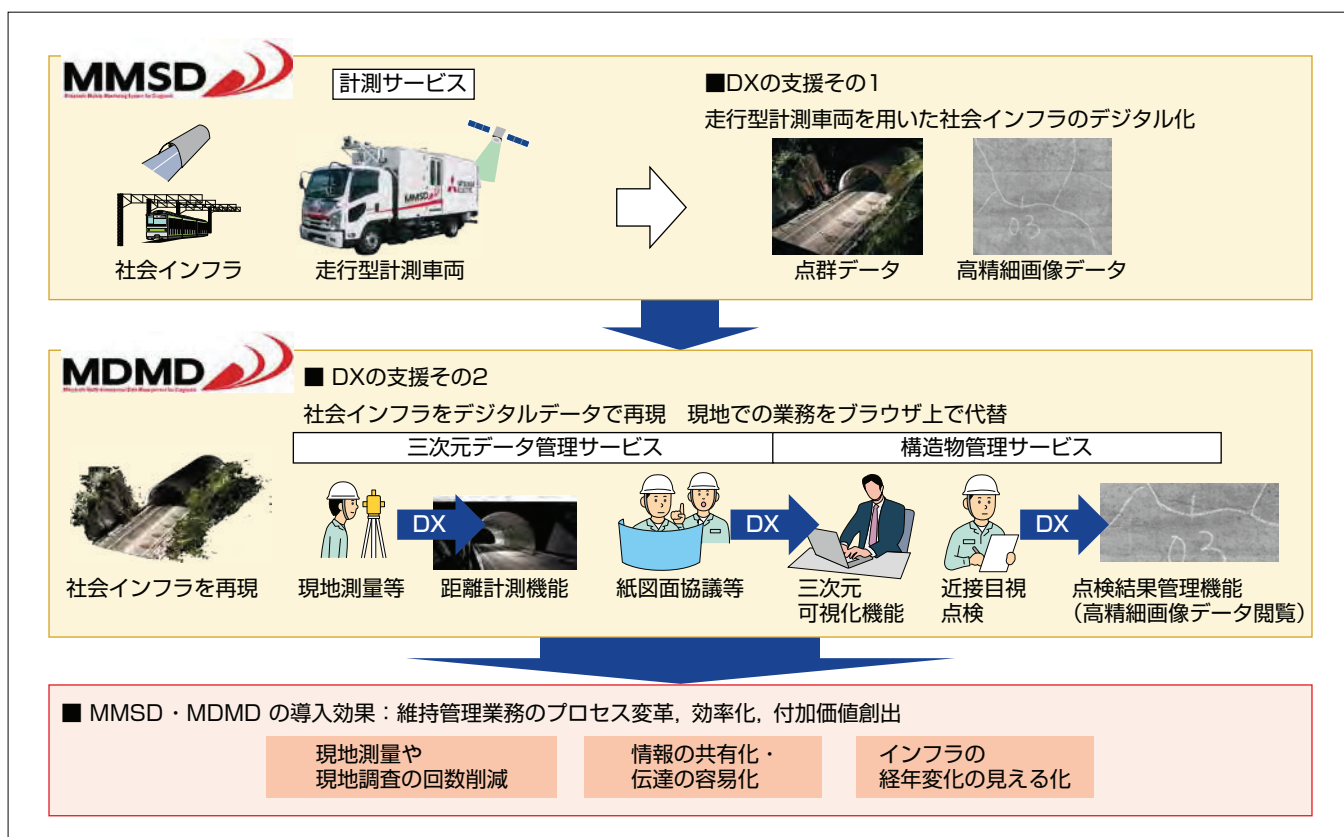 MMSD
計測サービス
社会インフラ
走行型計測車両
MMSD
MITSUBISHI
ELECTRIC
■DXの支援その1
走行型計測車両を用いた社会インフラのデジタル化
点群データ
03
高精細画像データ
MDMD
■ DXの支援その2
社会インフラをデジタルデータで再現 現地での業務をブラウザ上で代替
三次元データ管理サービス
構造物管理サービス
社会インフラを再現
現地測量等
DX
距離計測機能
紙図面協議等
DX
三次元
可視化機能
近接目視
点検
DX
03
点検結果管理機能
(高精細画像データ閲覧)
■ MMSD・MDMD の導入効果:維持管理業務のプロセス変革, 効率化, 付加価値創出
現地測量や
現地調査の回数削減
情報の共有化・
伝達の容易化
インフラの
経年変化の見える化